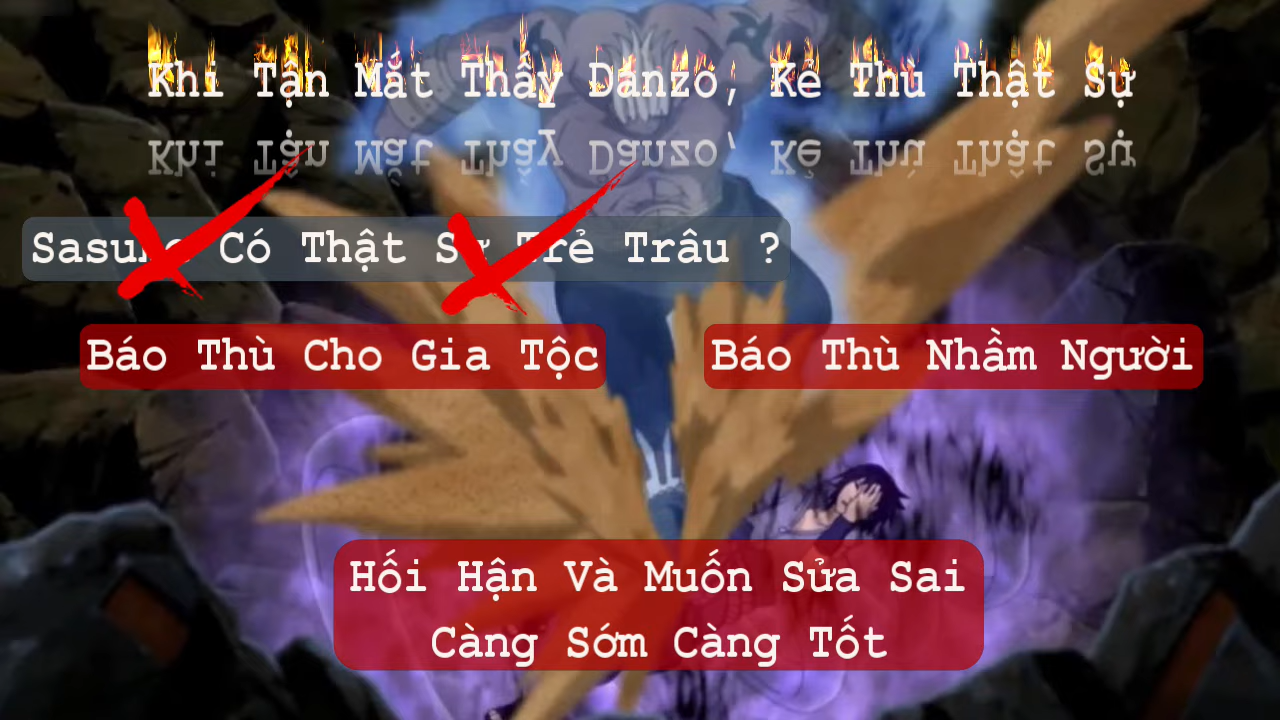 Khi Tận Mắt Thấy Danzo, Kẻ Thù Thật Sự
Sasuke Có Thật Sự Trẻ Trâu ?
Báo Thù Cho Gia Tộc
Báo Thù Nhầm Người
Hối Hận Và Muốn Sửa Sai
Càng Sớm Càng Tốt